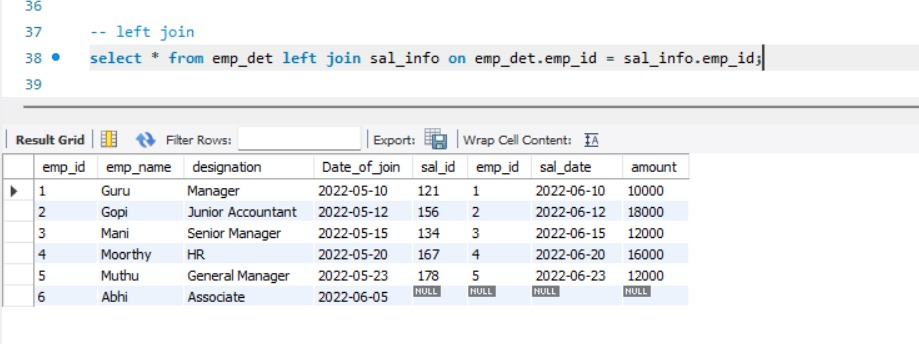 36
37 -- left join
38 select * from emp_det left join sal_info on emp_det.emp_id = sal_info.emp_id;
39
Result Grid Filter Rows: Export: Wrap Cell Content:
emp_id emp_name designation Date_of_join sal_id emp_id sal_date amount
1 Guru Manager 2022-05-10 121 1 2022-06-10 10000
2 Gopi Junior Accountant 2022-05-12 156 2 2022-06-12 18000
3 Mani Senior Manager 2022-05-15 134 3 2022-06-15 12000
4 Moorthy HR 2022-05-20 167 4 2022-06-20 16000
5 Muthu General Manager 2022-05-23 178 5 2022-06-23 12000
6 Abhi Associate 2022-06-05 NULL NULL NULL NULL